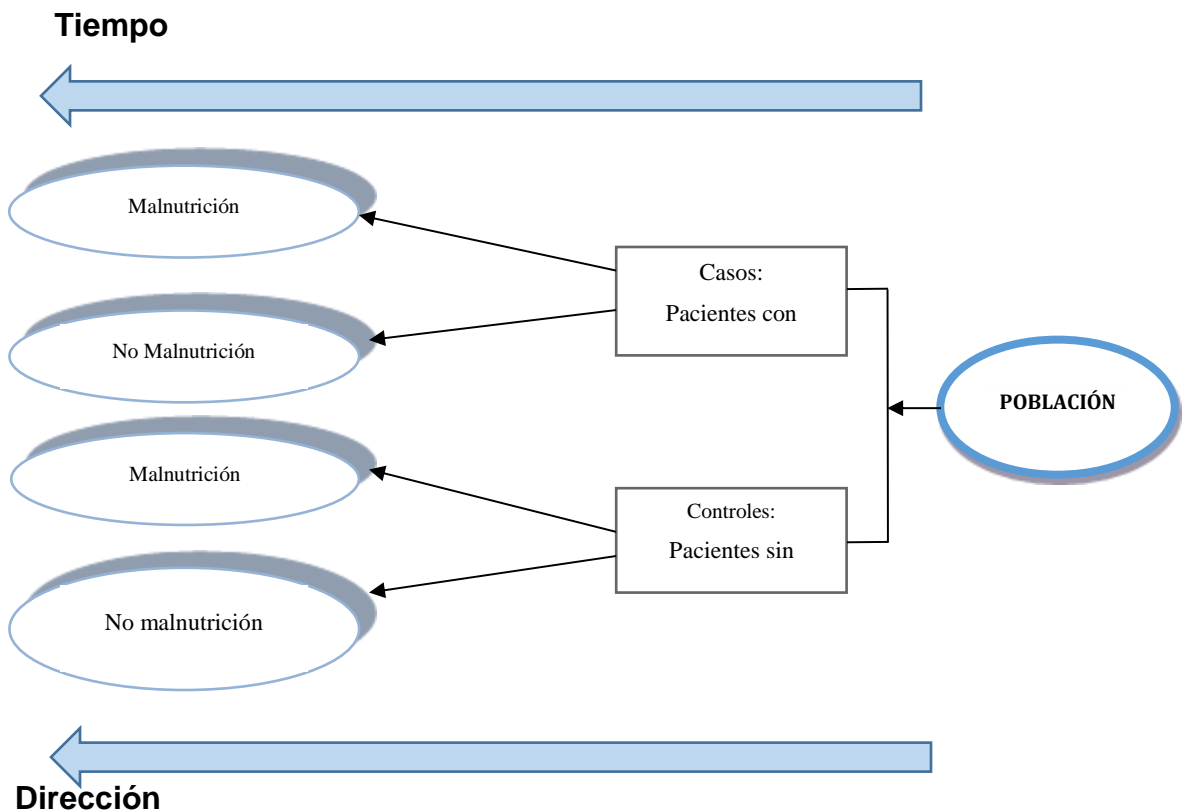 Tiempo
Malnutrición
Casos:
Pacientes con
No Malnutrición
POBLACIÓN
Malnutrición
Controles:
Pacientes sin
No malnutrición
Dirección